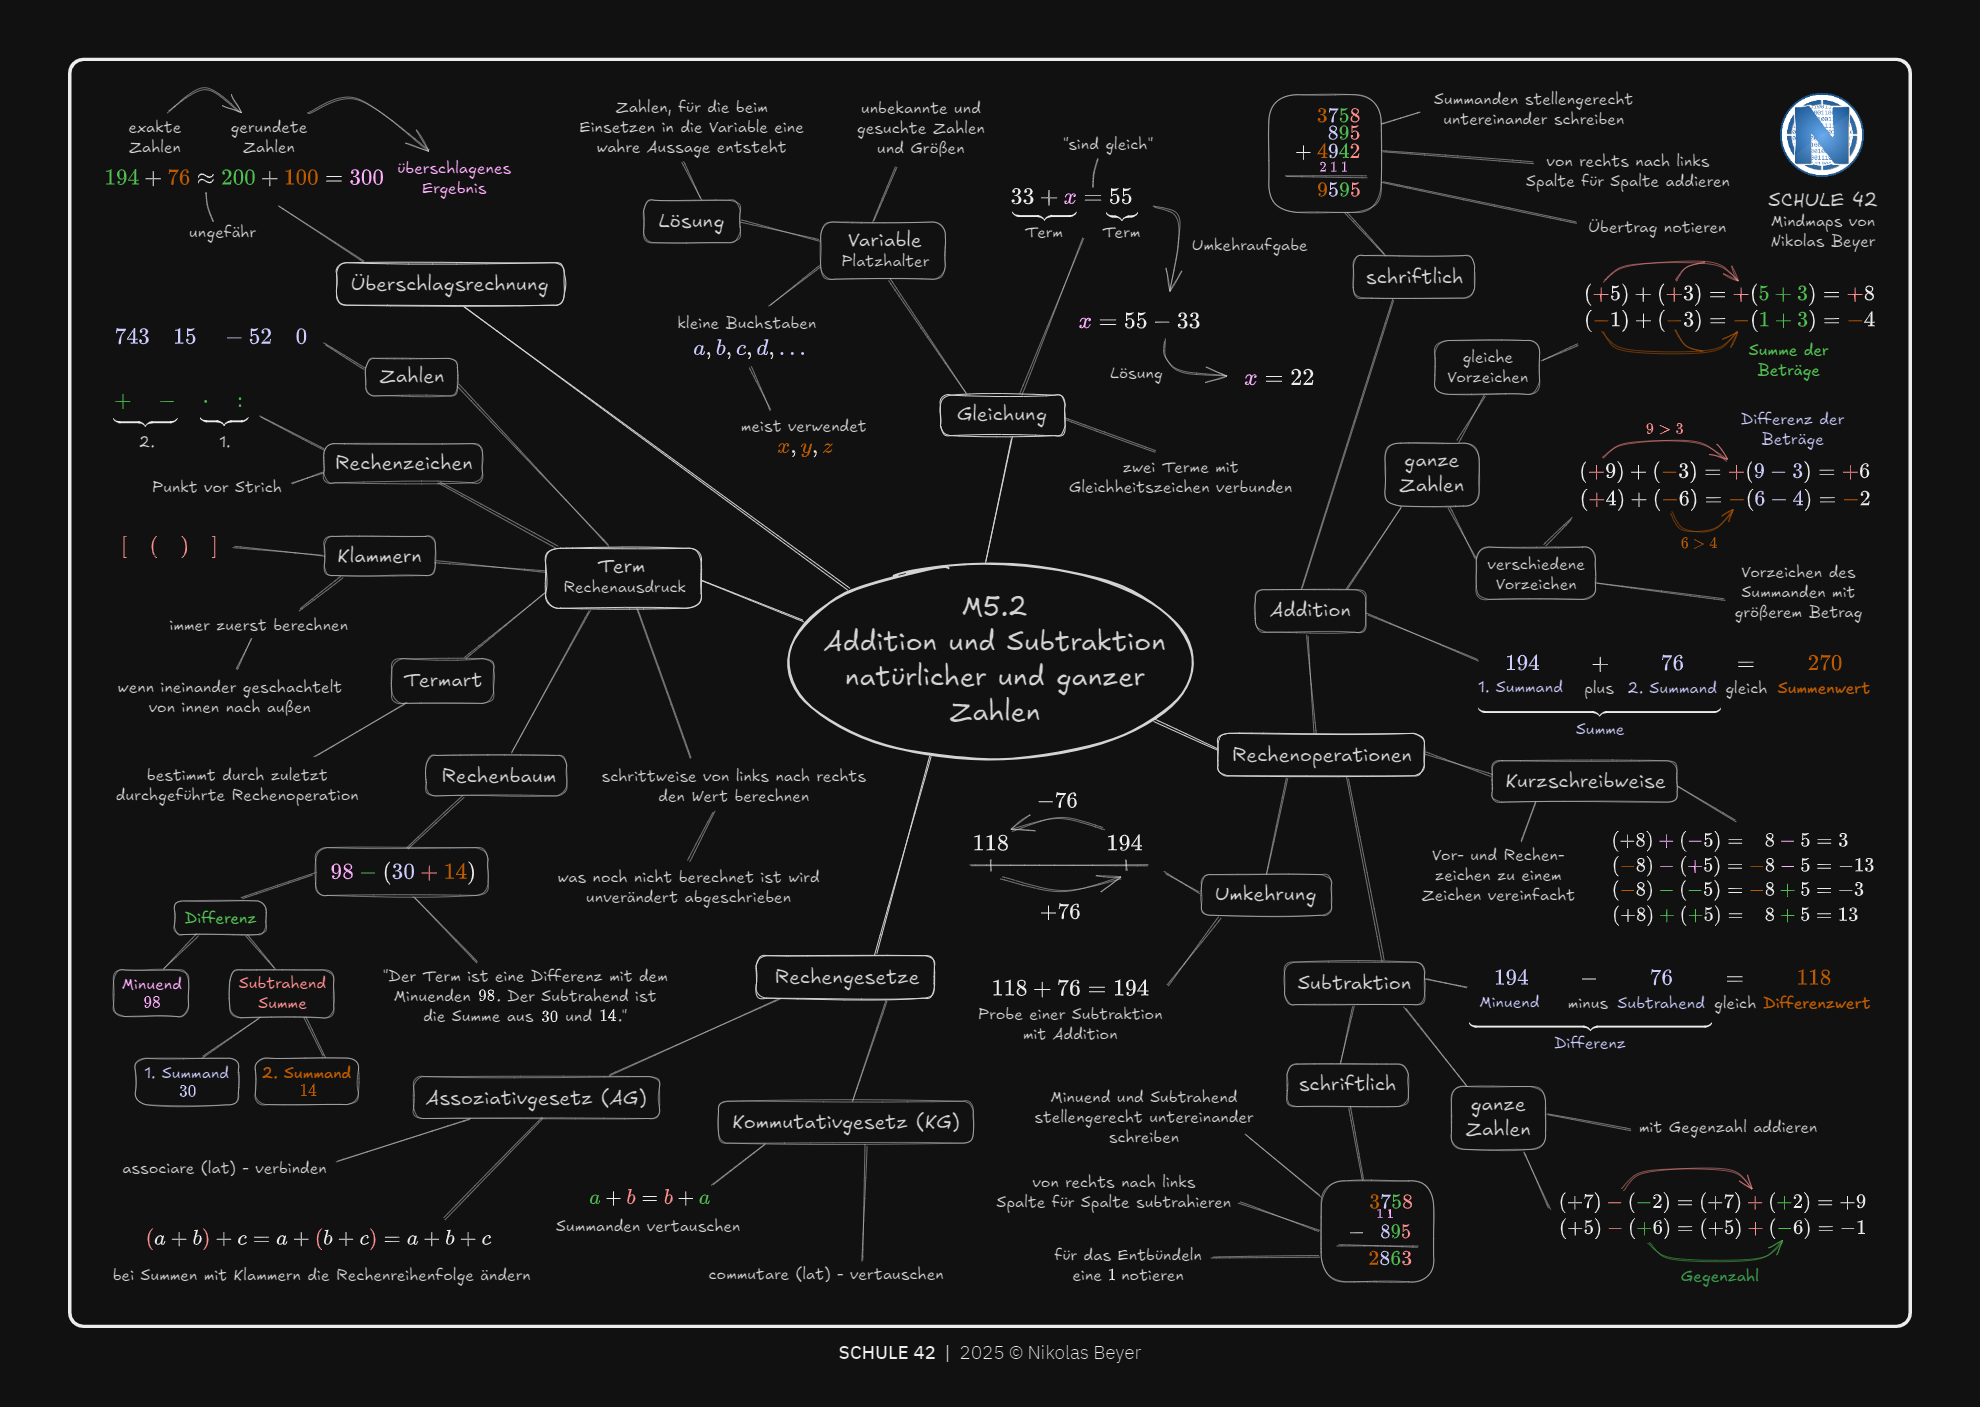 exakte
Zahlen
gerundete
Zahlen
194 + 76 ≈ 200 + 100 = 300
überschlagenes
Ergebnis
ungefähr
Überschlagsrechnung
743 15 − 52 0
Zahlen
+ − · :
2. 1.
Rechenzeichen
Punkt vor Strich
[ ( ) ]
Klammern
immer zuerst berechnen
wenn ineinander geschachtelt
von innen nach außen
Term
Rechenausdruck
Termart
bestimmt durch zuletzt
durchgeführte Rechenoperation
Rechenbaum
98 − (30 + 14)
Differenz
Minuend
98
Subtrahend
Summe
1. Summand
30
2. Summand
14
"Der Term ist eine Differenz mit dem
Minuenden 98. Der Subtrahend ist
die Summe aus 30 und 14."
schrittweise von links nach rechts
den Wert berechnen
was noch nicht berechnet ist wird
unverändert abgeschrieben
Zahlen, für die beim
Einsetzen in die Variable eine
wahre Aussage entsteht
Lösung
unbekannte und
gesuchte Zahlen
und Größen
Variable
Platzhalter
kleine Buchstaben
a, b, c, d, . . .
meist verwendet
x, y, z
"sind gleich"
33 + x = 55
Term Term
Umkehraufgabe
x = 55 − 33
Lösung
x = 22
Gleichung
zwei Terme mit
Gleichheitszeichen verbunden
M5.2
Addition und Subtraktion
natürlicher und ganzer
Zahlen
3758
895
+ 4942
211
9595
Summanden stellengerecht
untereinander schreiben
von rechts nach links
Spalte für Spalte addieren
Übertrag notieren
schriftlich
SCHULE 42
Mindmaps von
Nikolas Beyer
(+5) + (+3) = +(5 + 3) = +8
(−1) + (−3) = −(1 + 3) = −4
Summe der
Beträge
gleiche
Vorzeichen
ganze
Zahlen
Differenz der
Beträge
9 > 3
(+9) + (−3) = +(9 − 3) = +6
(+4) + (−6) = −(6 − 4) = −2
6 > 4
verschiedene
Vorzeichen
Vorzeichen des
Summanden mit
größerem Betrag
Addition
194 + 76 = 270
1. Summand plus 2. Summand gleich Summenwert
Summe
Rechenoperationen
Kurzschreibweise
Vor- und Rechen-
zeichen zu einem
Zeichen vereinfacht
(+8) + (−5) = 8 − 5 = 3
(−8) − (+5) = −8 − 5 = −13
(−8) − (−5) = −8 + 5 = −3
(+8) + (+5) = 8 + 5 = 13
−76
118 194
+76
Umkehrung
118 + 76 = 194
Probe einer Subtraktion
mit Addition
Subtraktion
194 − 76 = 118
Minuend minus Subtrahend gleich Differenzwert
Differenz
schriftlich
Minuend und Subtrahend
stellengerecht untereinander
schreiben
von rechts nach links
Spalte für Spalte subtrahieren
für das Entbündeln
eine 1 notieren
3758
11
− 895
2863
ganze
Zahlen
mit Gegenzahl addieren
(+7) − (−2) = (+7) + (+2) = +9
(+5) − (+6) = (+5) + (−6) = −1
Gegenzahl
Rechengesetze
Assoziativgesetz (AG)
associare (lat) - verbinden
(a + b) + c = a + (b + c) = a + b + c
bei Summen mit Klammern die Rechenreihenfolge ändern
Kommutativgesetz (KG)
a + b = b + a
Summanden vertauschen
commutare (lat) - vertauschen
SCHULE 42 | 2025 © Nikolas Beyer